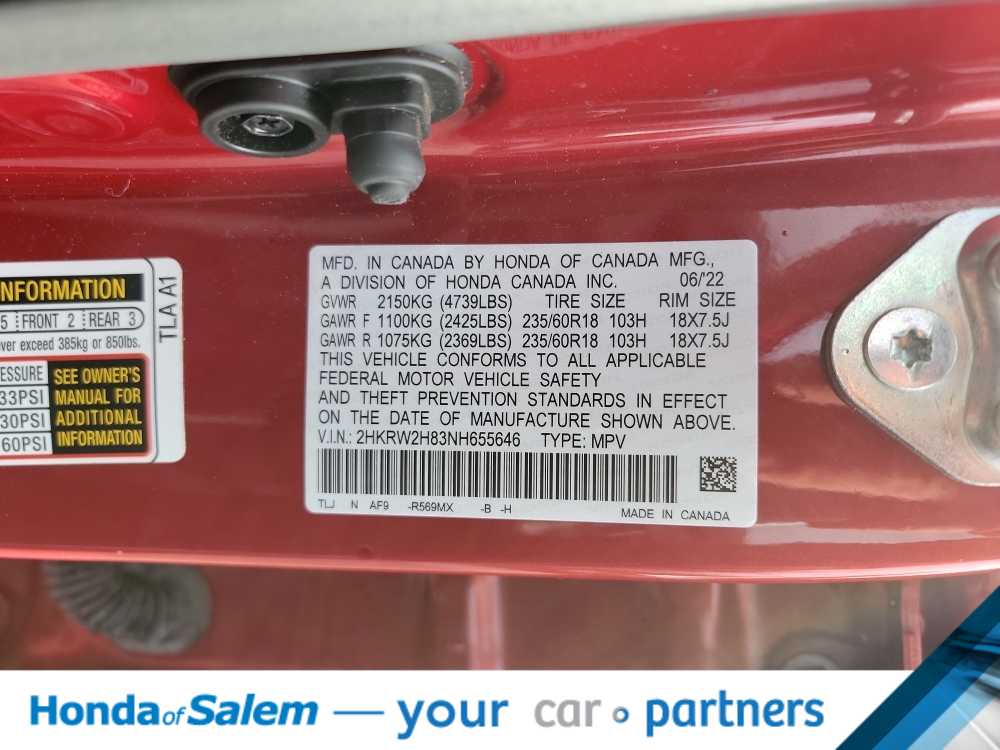 NFORMATION
5 FRONT 2 REAR 3
ver exceed 385kg or 850lbs.
RESSURE
33PSI
30PSI
60PSI
SEE OWNER'S
MANUAL FOR
ADDITIONAL
INFORMATION
TLA A1
MFD. IN CANADA BY HONDA OF CANADA MFG.,
A DIVISION OF HONDA CANADA INC. 06/'22
GVWR 2150KG (4739LBS) TIRE SIZE RIM SIZE
GAWR F 1100KG (2425LBS) 235/60R18 103H 18X7.5J
GAWR R 1075KG (2369LBS) 235/60R18 103H 18X7.5J
THIS VEHICLE CONFORMS TO ALL APPLICABLE
FEDERAL MOTOR VEHICLE SAFETY
AND THEFT PREVENTION STANDARDS IN EFFECT
ON THE DATE OF MANUFACTURE SHOWN ABOVE.
V.I.N.: 2HKRW2H83NH655646 TYPE: MPV
TLJ N AF9 -R569MX -B -H
MADE IN CANADA
Honda of Salem — your car ∘ partners